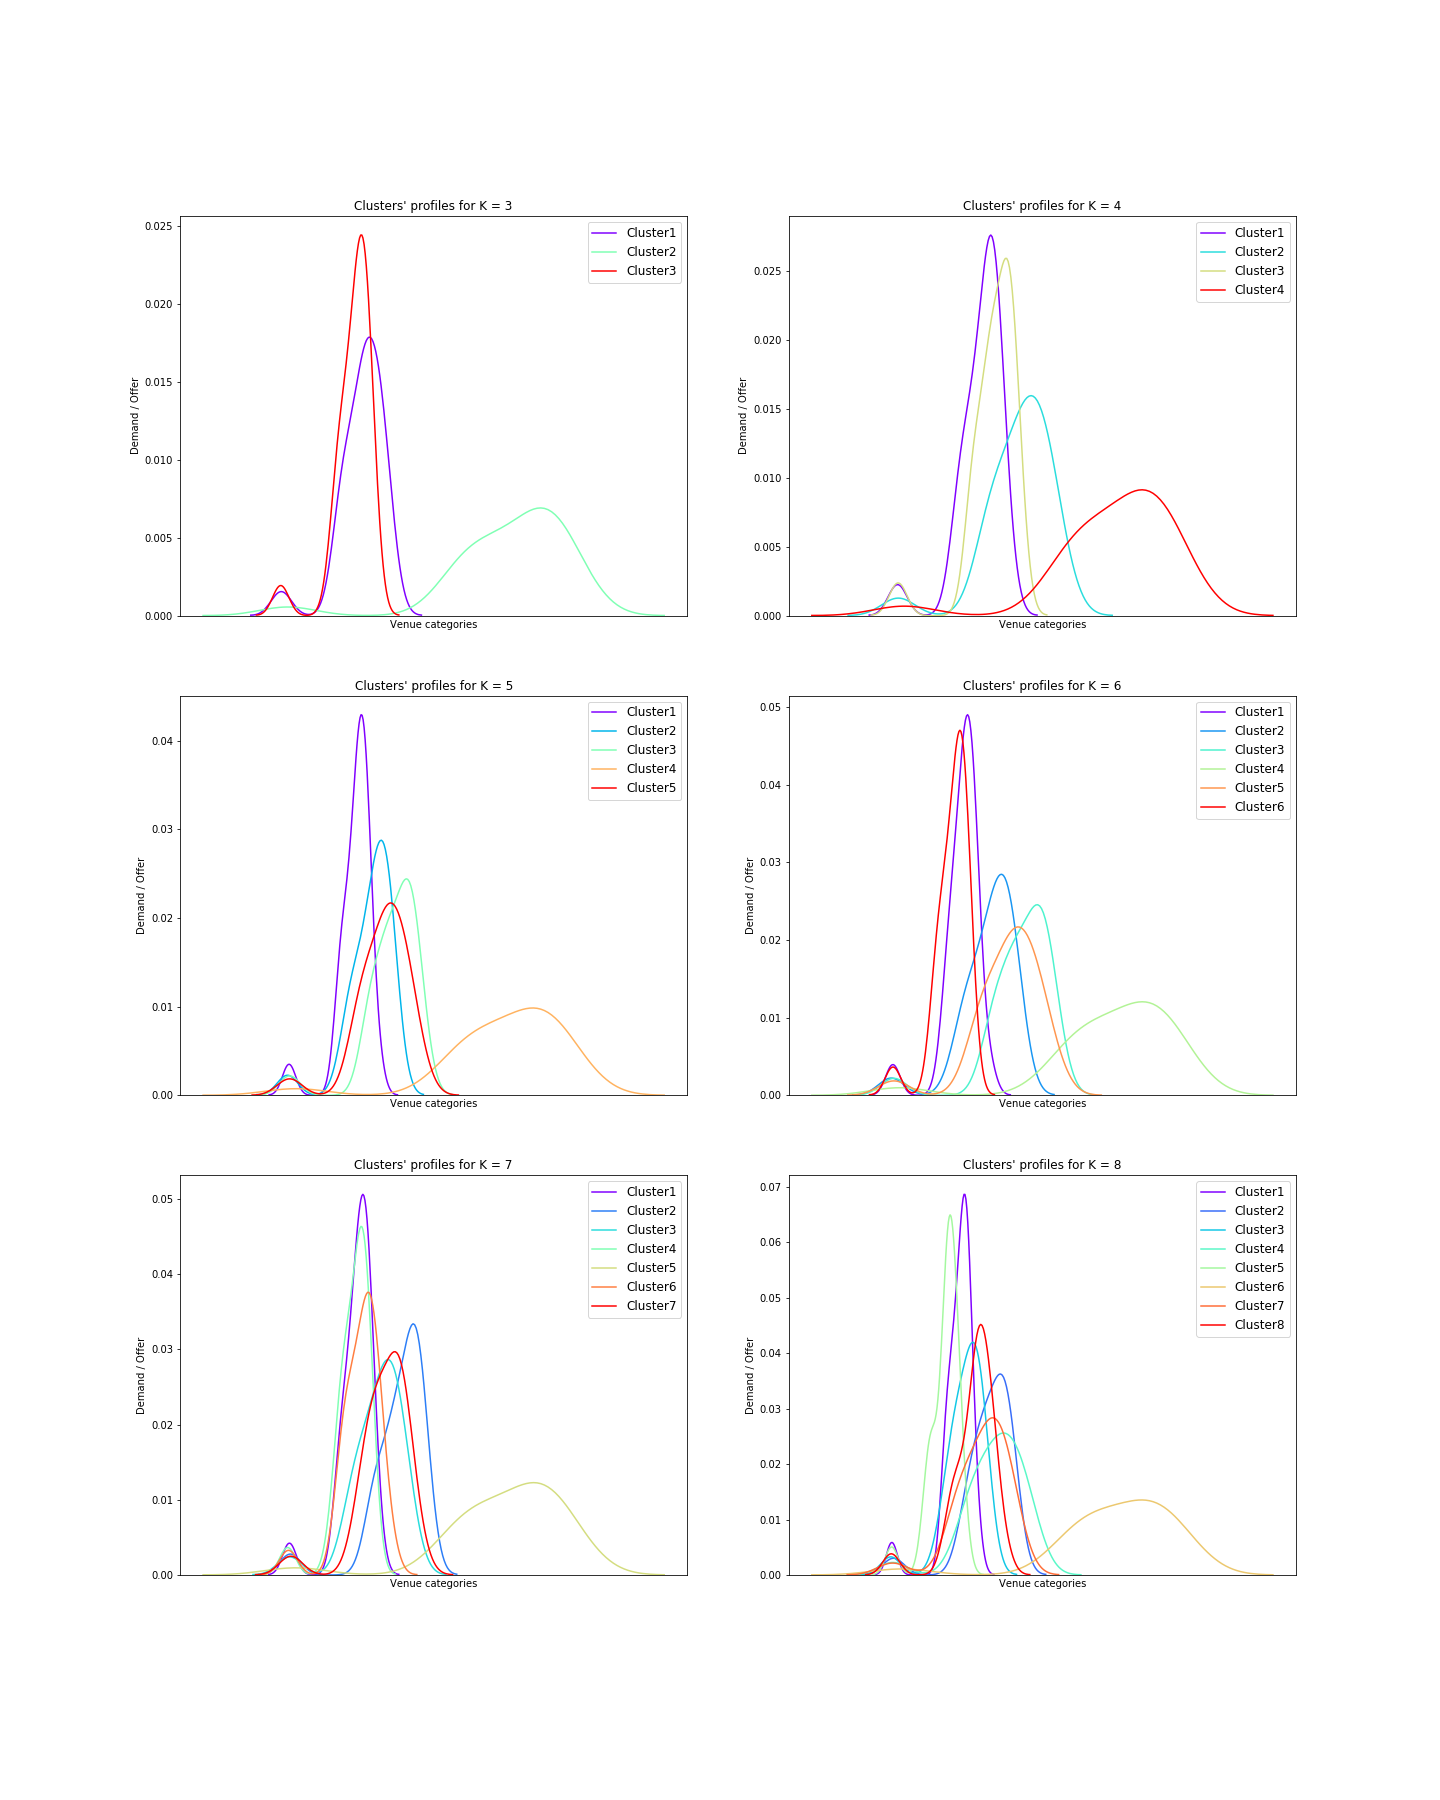 Clusters' profiles for K = 3
0.025
0.020
0.015
0.010
0.005
0.000
Demand / Offer
Venue categories
Cluster1
Cluster2
Cluster3
Clusters' profiles for K = 4
0.025
0.020
0.015
0.010
0.005
0.000
Demand / Offer
Venue categories
Cluster1
Cluster2
Cluster3
Cluster4
Clusters' profiles for K = 5
0.04
0.03
0.02
0.01
0.00
Demand / Offer
Venue categories
Cluster1
Cluster2
Cluster3
Cluster4
Cluster5
Clusters' profiles for K = 6
0.05
0.04
0.03
0.02
0.01
0.00
Demand / Offer
Venue categories
Cluster1
Cluster2
Cluster3
Cluster4
Cluster5
Cluster6
Clusters' profiles for K = 7
0.05
0.04
0.03
0.02
0.01
0.00
Demand / Offer
Venue categories
Cluster1
Cluster2
Cluster3
Cluster4
Cluster5
Cluster6
Cluster7
Clusters' profiles for K = 8
0.07
0.06
0.05
0.04
0.03
0.02
0.01
0.00
Demand / Offer
Venue categories
Cluster1
Cluster2
Cluster3
Cluster4
Cluster5
Cluster6
Cluster7
Cluster8